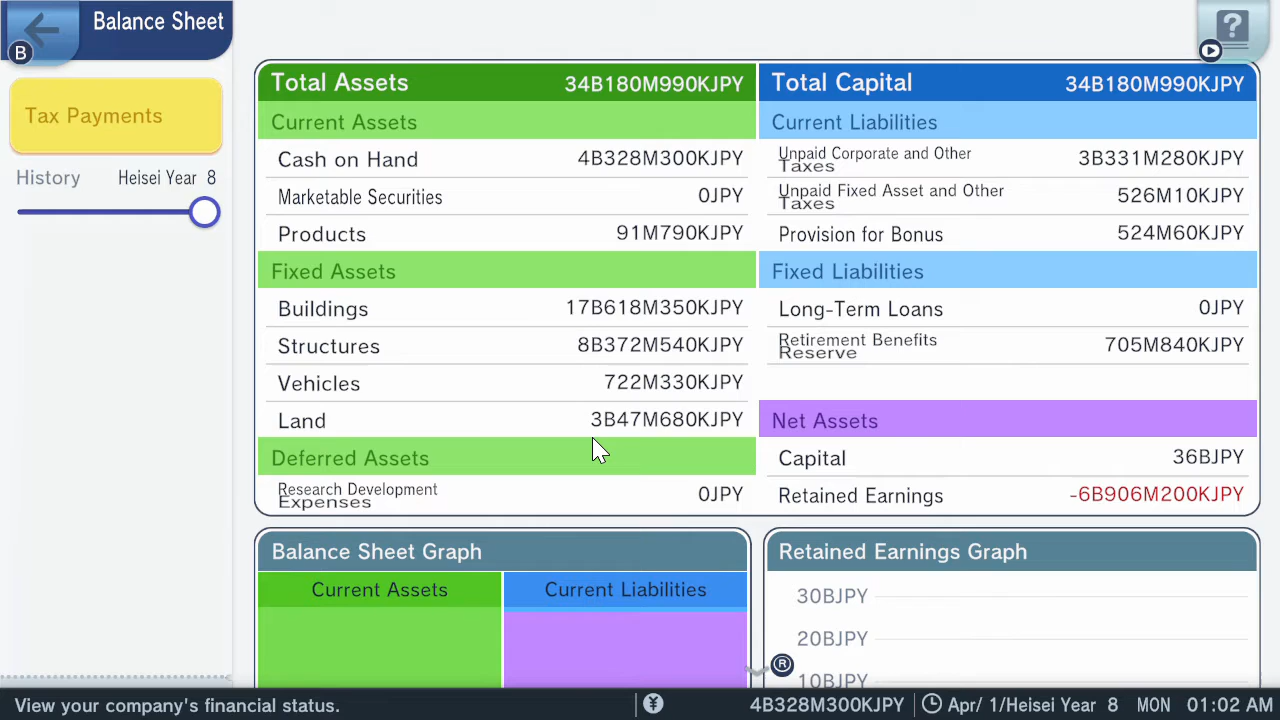 Balance Sheet
B
?
Tax Payments
History Heisei Year 8
Total Assets 34B180M990KJPY
Current Assets
Cash on Hand 4B328M300KJPY
Marketable Securities 0JPY
Products 91M790KJPY
Fixed Assets
Buildings 17B618M350KJPY
Structures 8B372M540KJPY
Vehicles 722M330KJPY
Land 3B47M680KJPY
Deferred Assets
Research Development
Expenses 0JPY
Total Capital 34B180M990KJPY
Current Liabilities
Unpaid Corporate and Other
Taxes 3B331M280KJPY
Unpaid Fixed Asset and Other
Taxes 526M10KJPY
Provision for Bonus 524M60KJPY
Fixed Liabilities
Long-Term Loans 0JPY
Retirement Benefits
Reserve 705M840KJPY
Net Assets
Capital 36BJPY
Retained Earnings -6B906M200KJPY
Balance Sheet Graph
Current Assets Current Liabilities
Retained Earnings Graph
30BJPY
20BJPY
10BJPY
R
View your company's financial status. ¥ 4B328M300KJPY Apr/ 1/Heisei Year 8 MON 01:02 AM